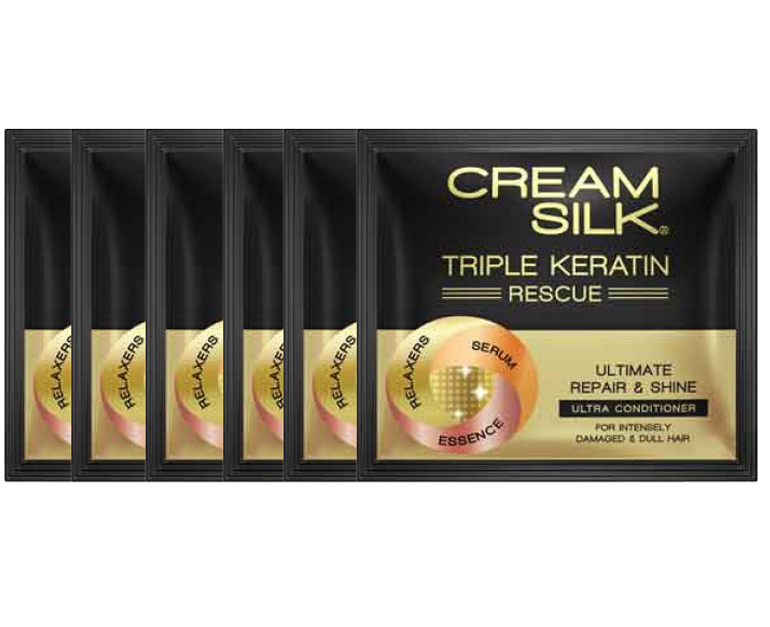 RELAXERS
RELAXERS
RELAXERS
RELAXERS
RELAXERS
CREAM
SILK®
TRIPLE KERATIN
RESCUE
RELAXERS
SERUM
ESSENCE
ULTIMATE
REPAIR & SHINE
ULTRA CONDITIONER
FOR INTENSELY
DAMAGED & DULL HAIR